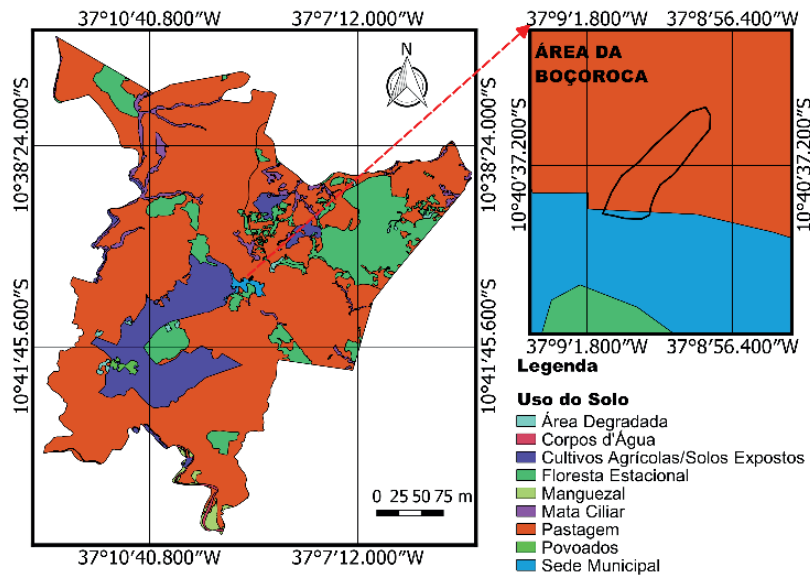 37°10'40.800"W 37°7'12.000"W
37°9'1.800"W 37°8'56.400"W
N
ÁREA DA
BOÇOROCA
10°38'24.000"S
10°38'24.000"S
10°40'37.200"S
10°40'37.200"S
10°41'45.600"S
10°41'45.600"S
37°9'1.800"W 37°8'56.400"W
Legenda
Uso do Solo
Área Degradada
Corpos d'Água
Cultivos Agrícolas/Solos Expostos
Floresta Estacional
Manguezal
Mata Ciliar
Pastagem
Povoados
Sede Municipal
0 25 50 75 m
37°10'40.800"W 37°7'12.000"W